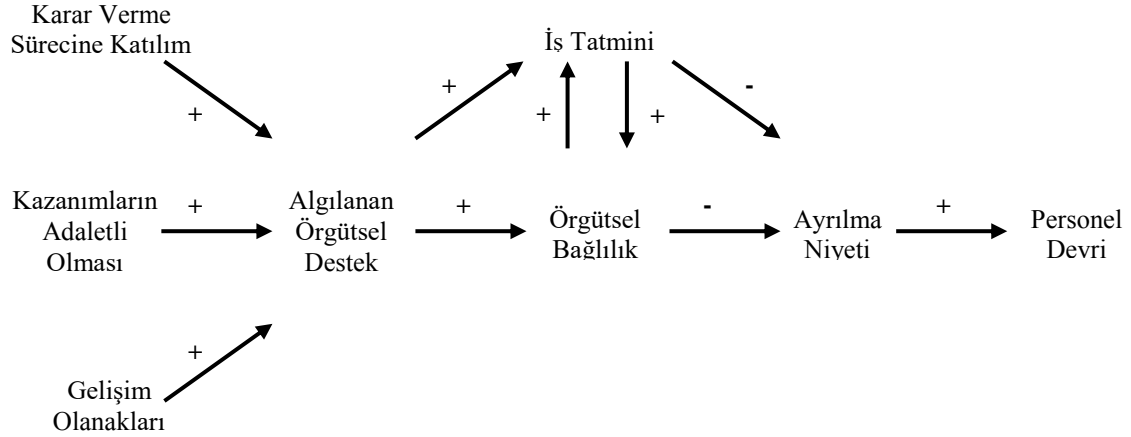 Karar Verme
Sürecine Katılım
İş Tatmini
+
+
-
+
+
Kazanımların
Adaletli
Olması
+
Algılanan
Örgütsel
Destek
+
Örgütsel
Bağlılık
-
Ayrılma
Niyeti
+
Personel
Devri
+
Gelişim
Olanakları